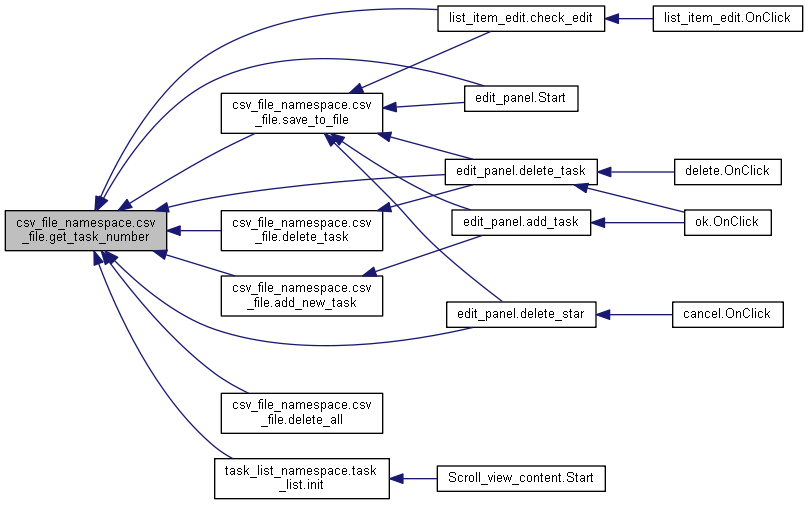 list_item_edit.check_edit
list_item_edit.OnClick
edit_panel.Start
csv_file_namespace.csv
_file.save_to_file
edit_panel.delete_task
delete.OnClick
csv_file_namespace.csv
_file.get_task_number
csv_file_namespace.csv
_file.delete_task
edit_panel.add_task
ok.OnClick
csv_file_namespace.csv
_file.add_new_task
edit_panel.delete_star
cancel.OnClick
csv_file_namespace.csv
_file.delete_all
task_list_namespace.task
_list.init
Scroll_view_content.Start